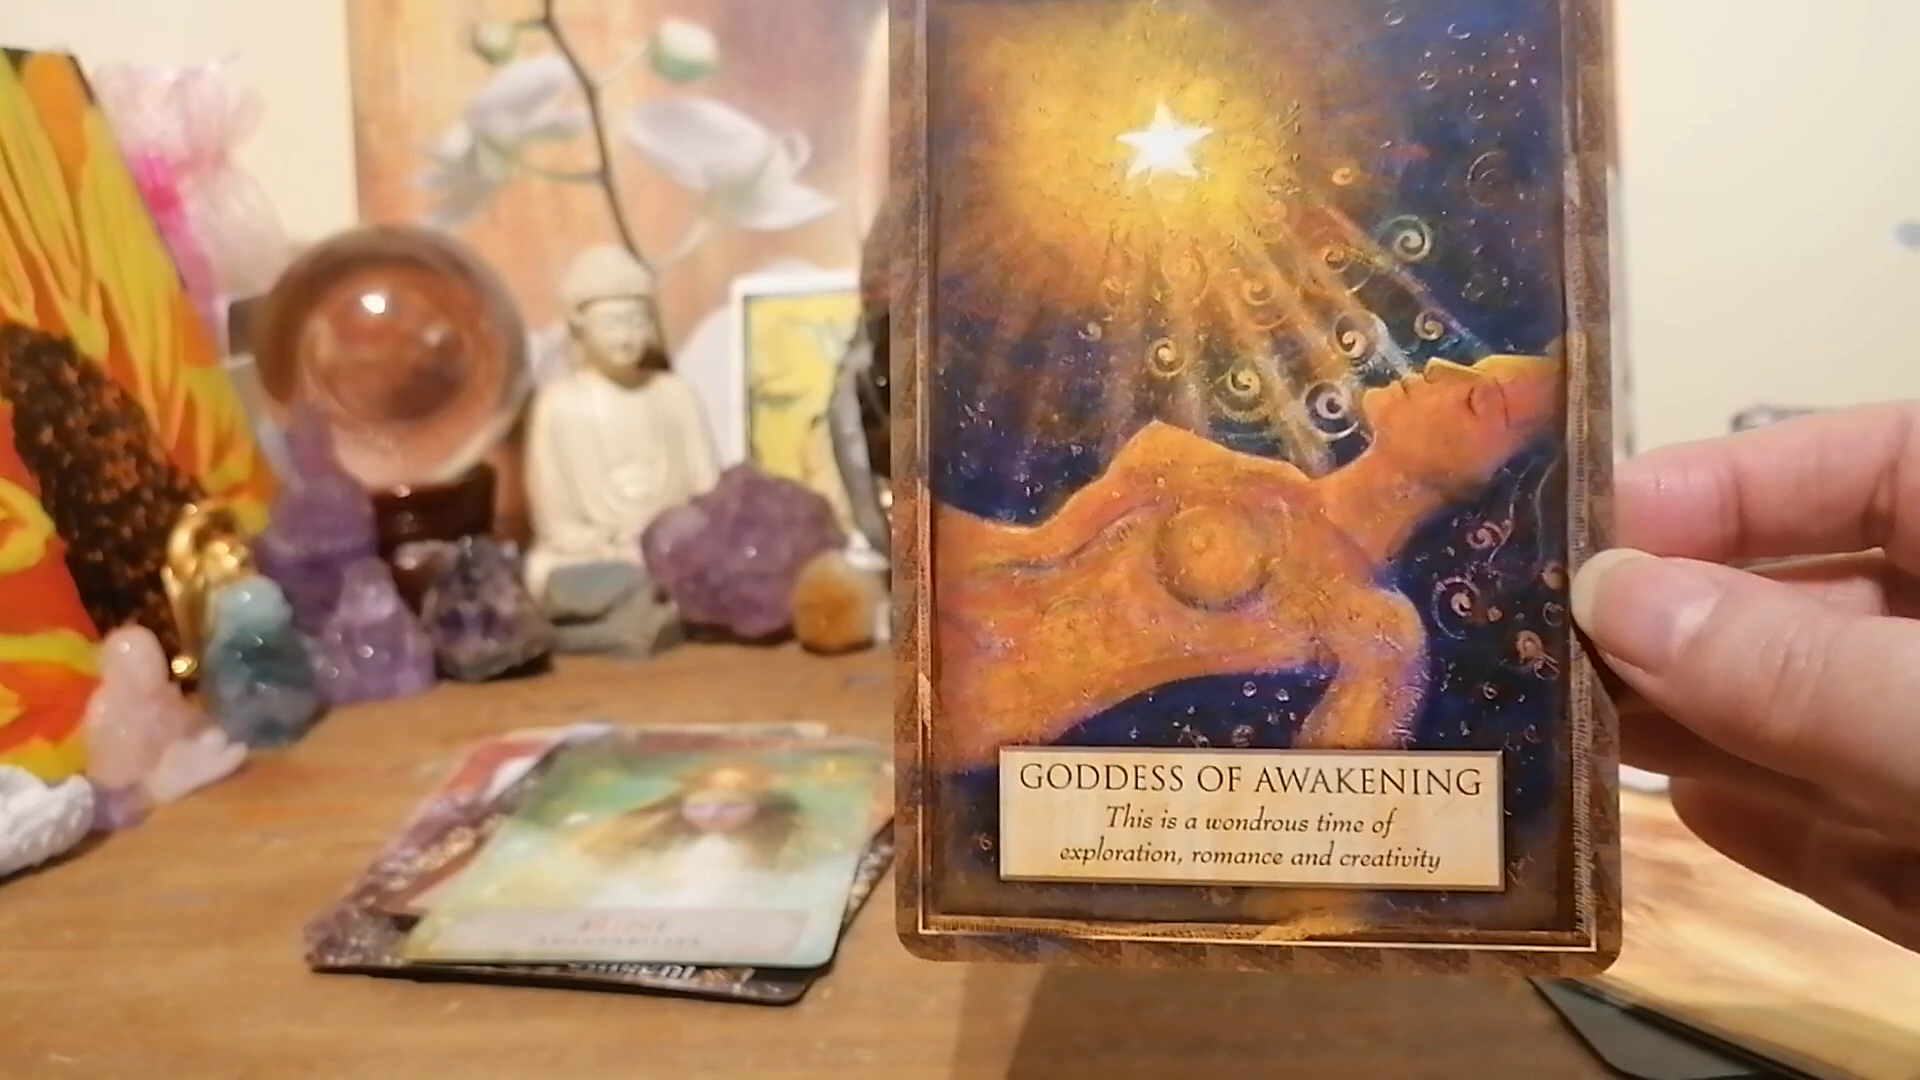 GODDESS OF AWAKENING
This is a wondrous time of
exploration, romance and creativity